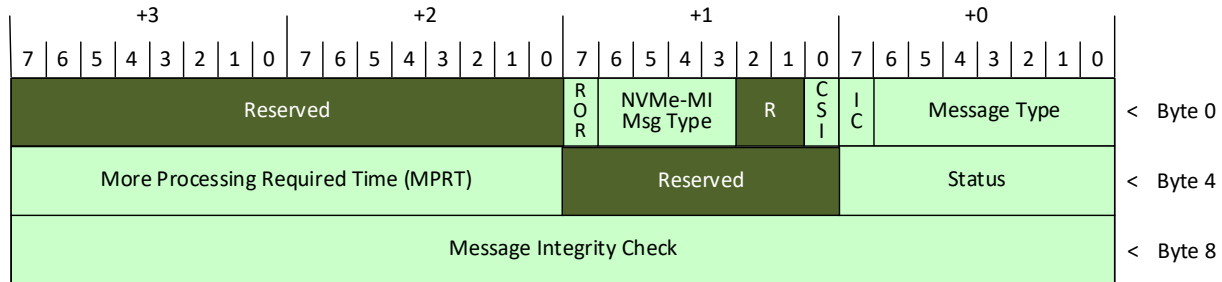 +3 +2 +1 +0
7 6 5 4 3 2 1 0 7 6 5 4 3 2 1 0 7 6 5 4 3 2 1 0 7 6 5 4 3 2 1 0
Reserved ROR NVMe-MI Msg Type R CSI IC Message Type < Byte 0
More Processing Required Time (MPRT) Reserved Status < Byte 4
Message Integrity Check < Byte 8